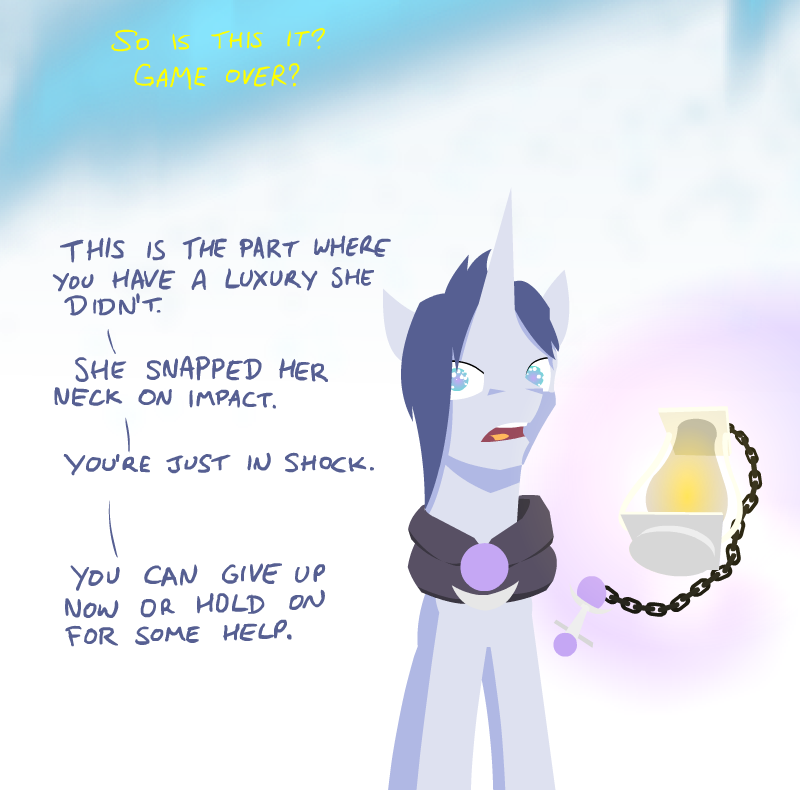 SO IS THIS IT?
GAME OVER?
THIS IS THE PART WHERE
YOU HAVE A LUXURY SHE
DIDN'T.
SHE SNAPPED HER
NECK ON IMPACT.
YOU'RE JUST IN SHOCK.
YOU CAN GIVE UP
NOW OR HOLD ON
FOR SOME HELP.